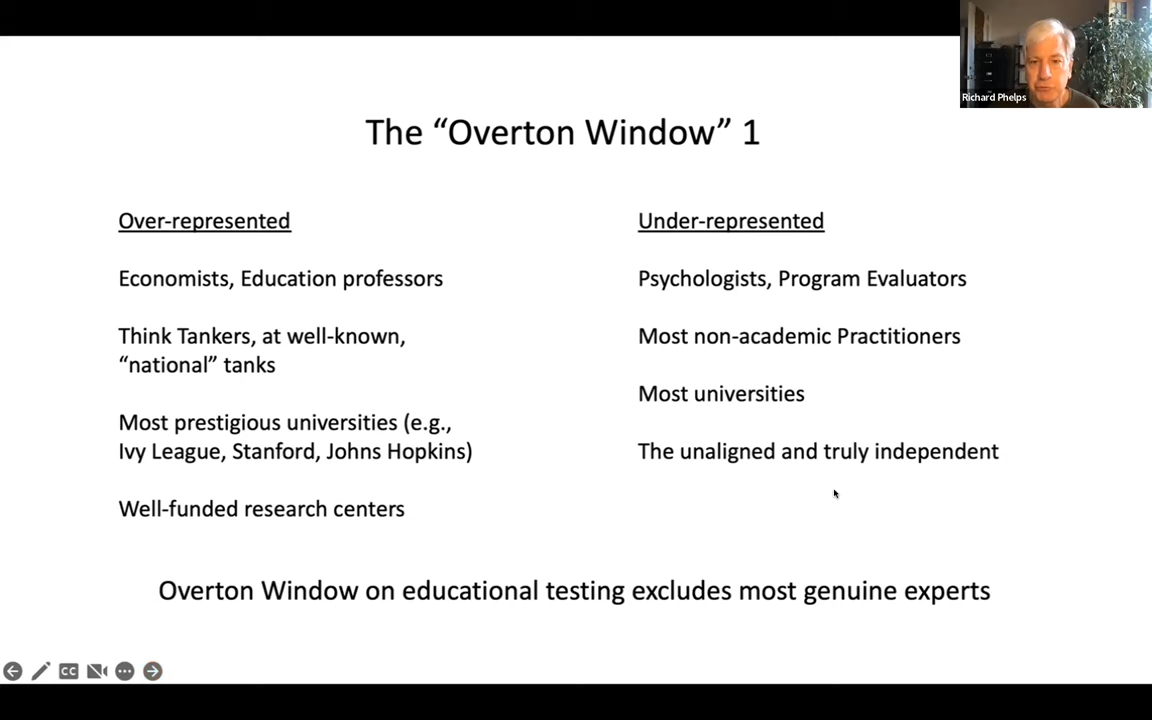 Richard Phelps
The “Overton Window” 1
Over-represented
Economists, Education professors
Think Tankers, at well-known,
“national” tanks
Most prestigious universities (e.g.,
Ivy League, Stanford, Johns Hopkins)
Well-funded research centers
Under-represented
Psychologists, Program Evaluators
Most non-academic Practitioners
Most universities
The unaligned and truly independent
Overton Window on educational testing excludes most genuine experts
CC